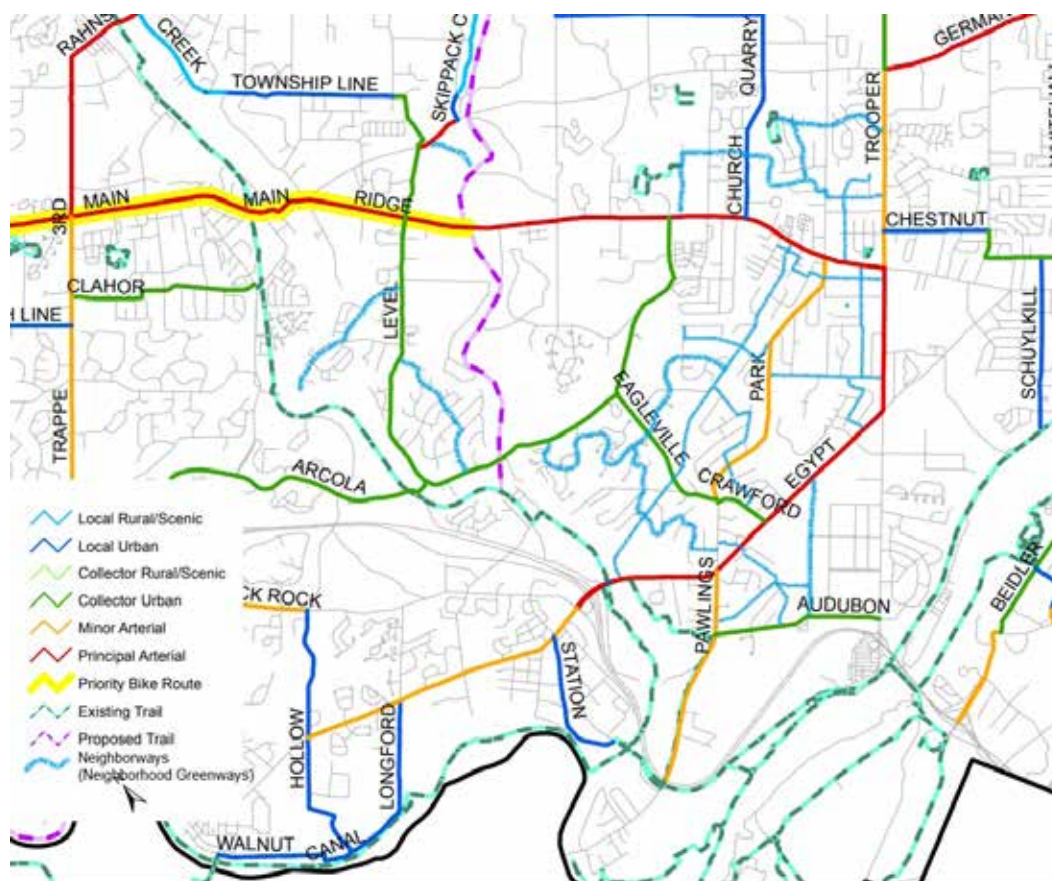 RAHNS
CREEK
TOWNSHIP LINE
SKIPPACK C
QUARRY
CHURCH
TROOPER
GERMAN
MAIN
MAIN
RIDGE
3RD
CHESTNUT
CLAHOR
H LINE
LEVEL
TRAPPE
SCHUYLKILL
PARK
EAGLEVILLE
EGYPT
ARCOLA
CRAWFORD
Local Rural/Scenic
Local Urban
Collector Rural/Scenic
Collector Urban
Minor Arterial
Principal Arterial
Priority Bike Route
Existing Trail
Proposed Trail
Neighborways
(Neighborhood Greenways)
CK ROCK
PAWLINGS
AUDUBON
BEIDLER
STATION
HOLLOW
LONGFORD
WALNUT
CANAL